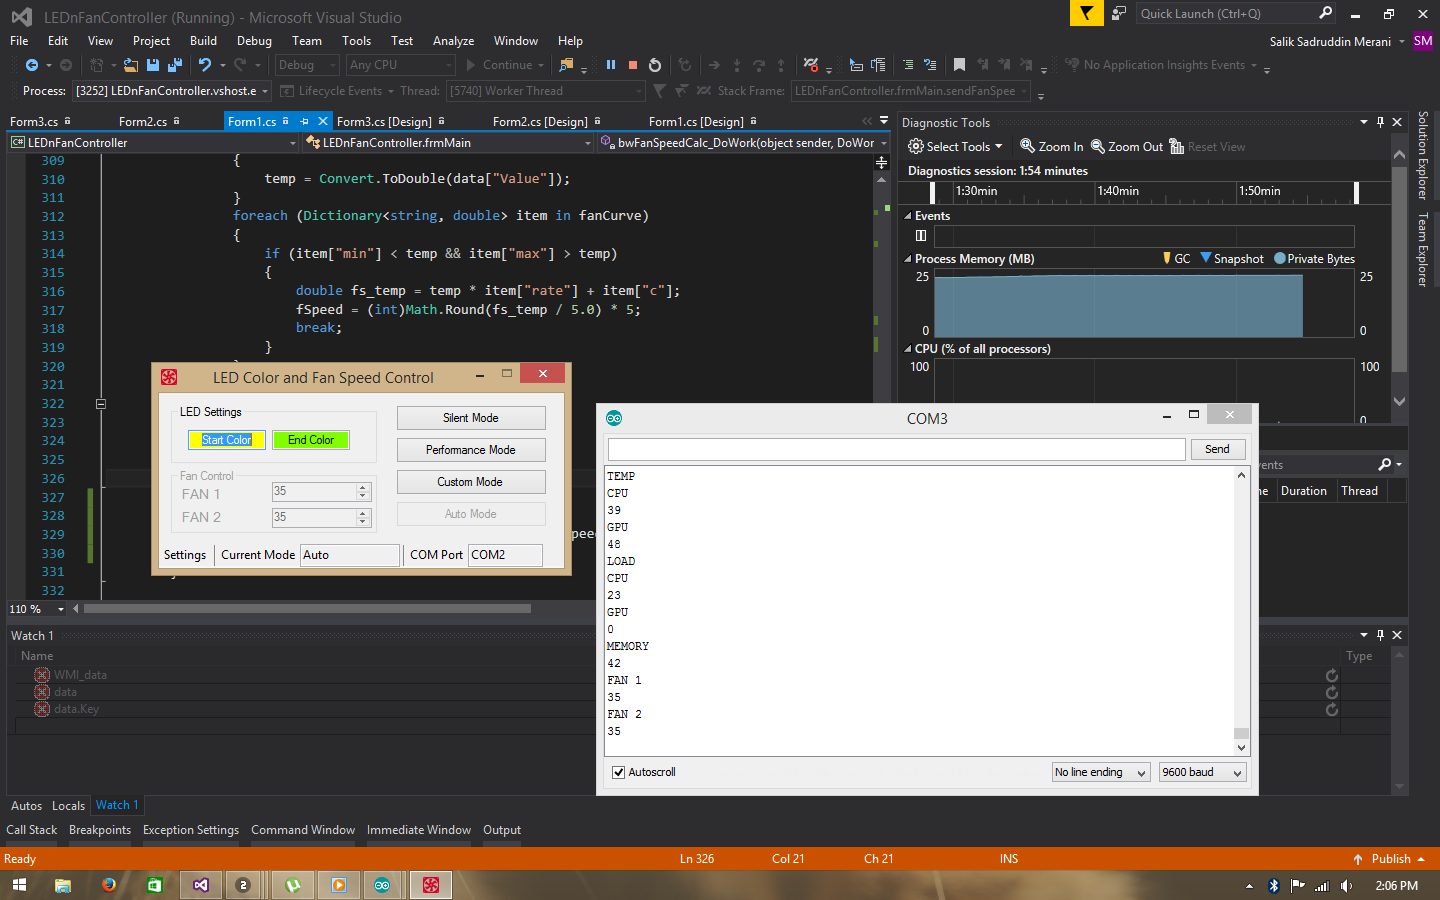 LEDnFanController (Running) - Microsoft Visual Studio
Quick Launch (Ctrl+Q)
File Edit View Project Build Debug Team Tools Test Analyze Window Help
Salik Sadruddin Merani SM
Debug Any CPU Continue No Application Insights Events
Process: [3252] LEDnFanController.vshost.e Lifecycle Events Thread: [5740] Worker Thread Stack Frame: LEDnFanController.frmMain.sendFanSpee
Form3.cs Form2.cs Form1.cs Form3.cs [Design] Form2.cs [Design] Form1.cs [Design]
C# LEDnFanController LEDnFanController.frmMain bwFanSpeedCalc_DoWork(object sender, DoWor
309 {
310 temp = Convert.ToDouble(data["Value"]);
311 }
312 foreach (Dictionary<string, double> item in fanCurve)
313 {
314 if (item["min"] < temp && item["max"] > temp)
315 {
316 double fs_temp = temp * item["rate"] + item["c"];
317 fSpeed = (int)Math.Round(fs_temp / 5.0) * 5;
318 break;
319 }
320
321
322
323
324
325
326
327
328
329 peed
330
331
332
110 %
LED Color and Fan Speed Control
LED Settings
Start Color End Color
Fan Control
FAN 1 35
FAN 2 35
Silent Mode
Performance Mode
Custom Mode
Auto Mode
Settings Current Mode Auto COM Port COM2
Diagnostic Tools
Select Tools Zoom In Zoom Out Reset View
Diagnostics session: 1:54 minutes
1:30min 1:40min 1:50min
Events
Process Memory (MB) GC Snapshot Private Bytes
25 25
0 0
CPU (% of all processors)
100 100
0
Solution Explorer
Team Explorer
vents
ne Duration Thread
COM3
Send
TEMP
CPU
39
GPU
48
LOAD
CPU
23
GPU
0
MEMORY
42
FAN 1
35
FAN 2
35
Autoscroll No line ending 9600 baud
Watch 1
Name Type
WMI_data
data
data.Key
Autos Locals Watch 1
Call Stack Breakpoints Exception Settings Command Window Immediate Window Output
Ready Ln 326 Col 21 Ch 21 INS Publish
2 2:06 PM